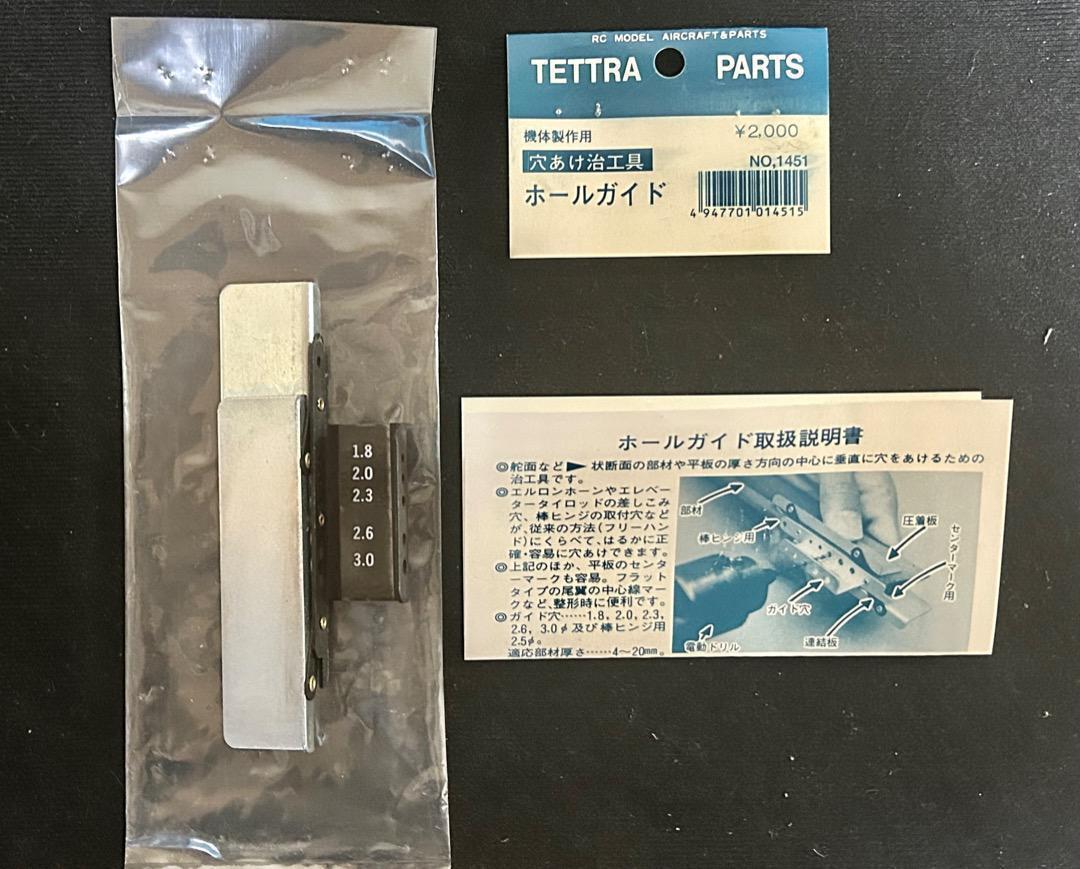 RC MODEL AIRCRAFT&PARTS
TETTRA PARTS
機体製作用
¥2,000
穴あけ治工具
NO,1451
ホールガイド
4 947701 014515
1.8
2.0
2.3
2.6
3.0
ホールガイド取扱説明書
◎舵面など▶状断面の部材や平板の厚さ方向の中心に垂直に穴をあけるための
治工具です。
◎エルロンホーンやエレベー
タータイロッドの差しこみ
穴、棒ヒンジの取付穴など
が、従来の方法(フリーハン
ド)にくらべて、はるかに正
確・容易に穴あけできます。
◎上記のほか、平板のセンタ
ーマークも容易。フラット
タイプの尾翼の中心線マー
クなど、整形時に便利です。
◎ガイド穴……1.8, 2.0, 2.3,
2.6, 3.0φ及び棒ヒンジ用
2.5φ。
適応部材厚さ……4〜20mm。
部材
棒ヒンジ用
圧着板
センターマーク用
ガイド穴
連結板
電動ドリル